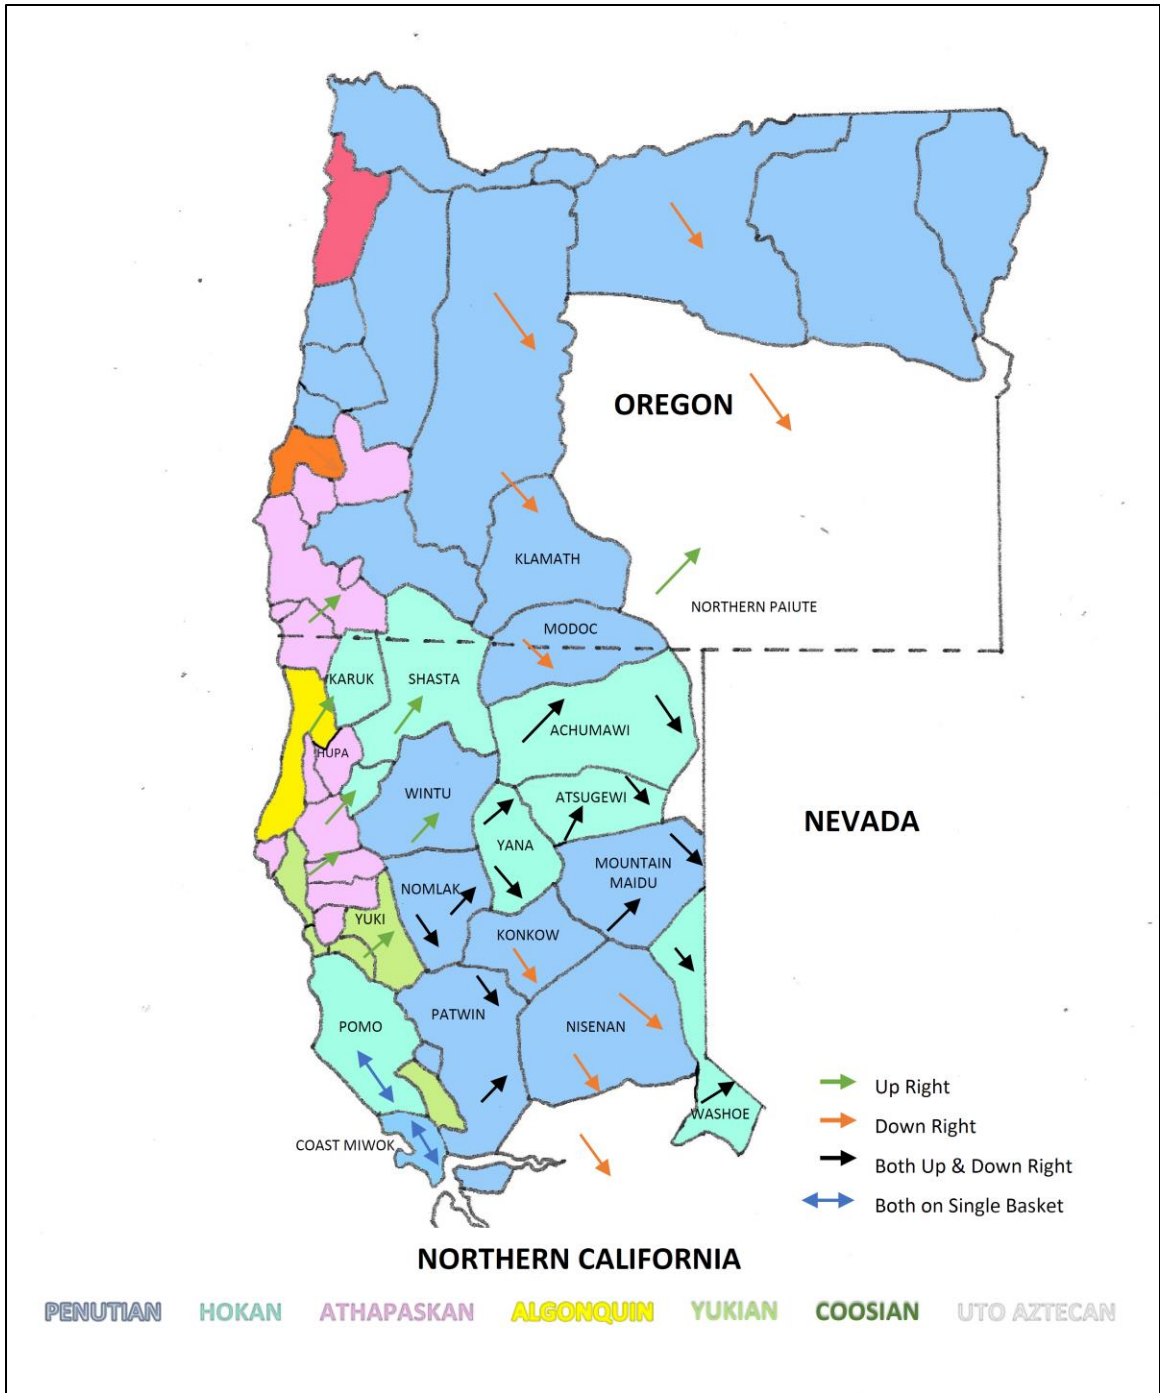 OREGON
KLAMATH
NORTHERN PAIUTE
MODOC
KARUK
SHASTA
ACHUMAWI
HUPA
WINTU
ATSUGEWI
NEVADA
YANA
MOUNTAIN
MAIDU
NOMLAK
YUKI
KONKOW
PATWIN
POMO
NISENAN
WASHOE
COAST MIWOK
Up Right
Down Right
Both Up & Down Right
Both on Single Basket
NORTHERN CALIFORNIA
PENUTIAN HOKAN ATHAPASKAN ALGONQUIN YUKIAN COOSIAN UTO AZTECAN